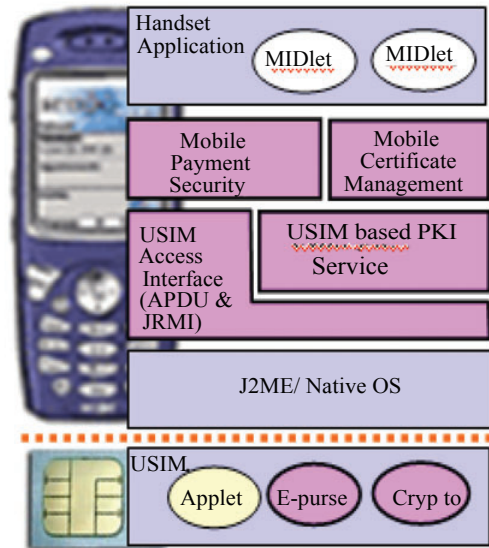 Handset
Application
MIDlet
MIDlet
Mobile
Payment
Security
Mobile
Certificate
Management
USIM
Access
Interface
(APDU &
JRMI)
USIM based PKI
Service
J2ME/ Native OS
USIM
Applet
E-purse
Cryp to